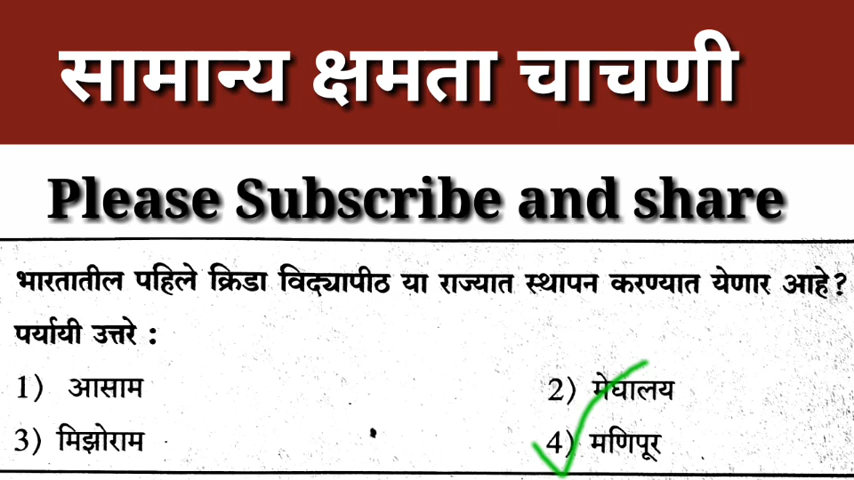 सामान्य क्षमता चाचणी
Please Subscribe and share
भारतातील पहिले क्रिडा विद्यापीठ या राज्यात स्थापन करण्यात येणार आहे?
पर्यायी उत्तरे :
1) आसाम 2) मेघालय
3) मिझोराम 4) मणिपूर